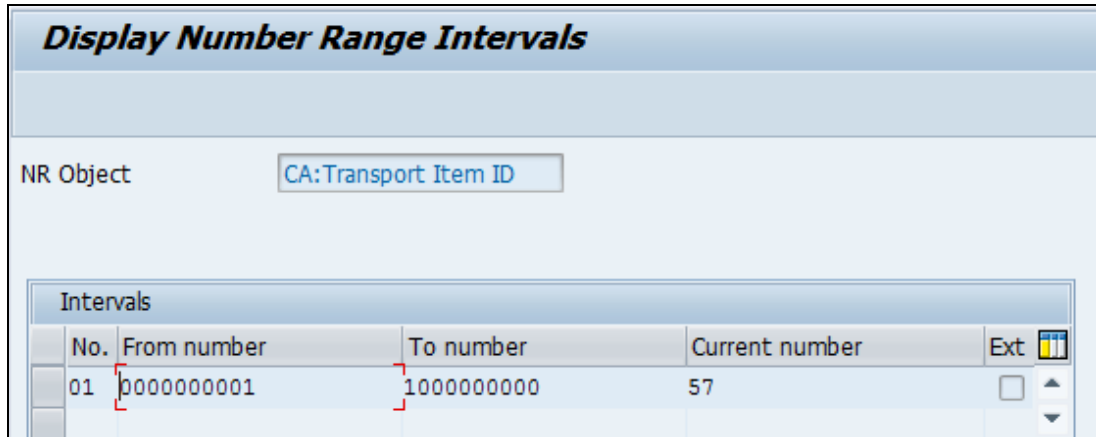 Display Number Range Intervals
NR Object CA:Transport Item ID
Intervals
No. From number To number Current number Ext
01 0000000001 1000000000 57